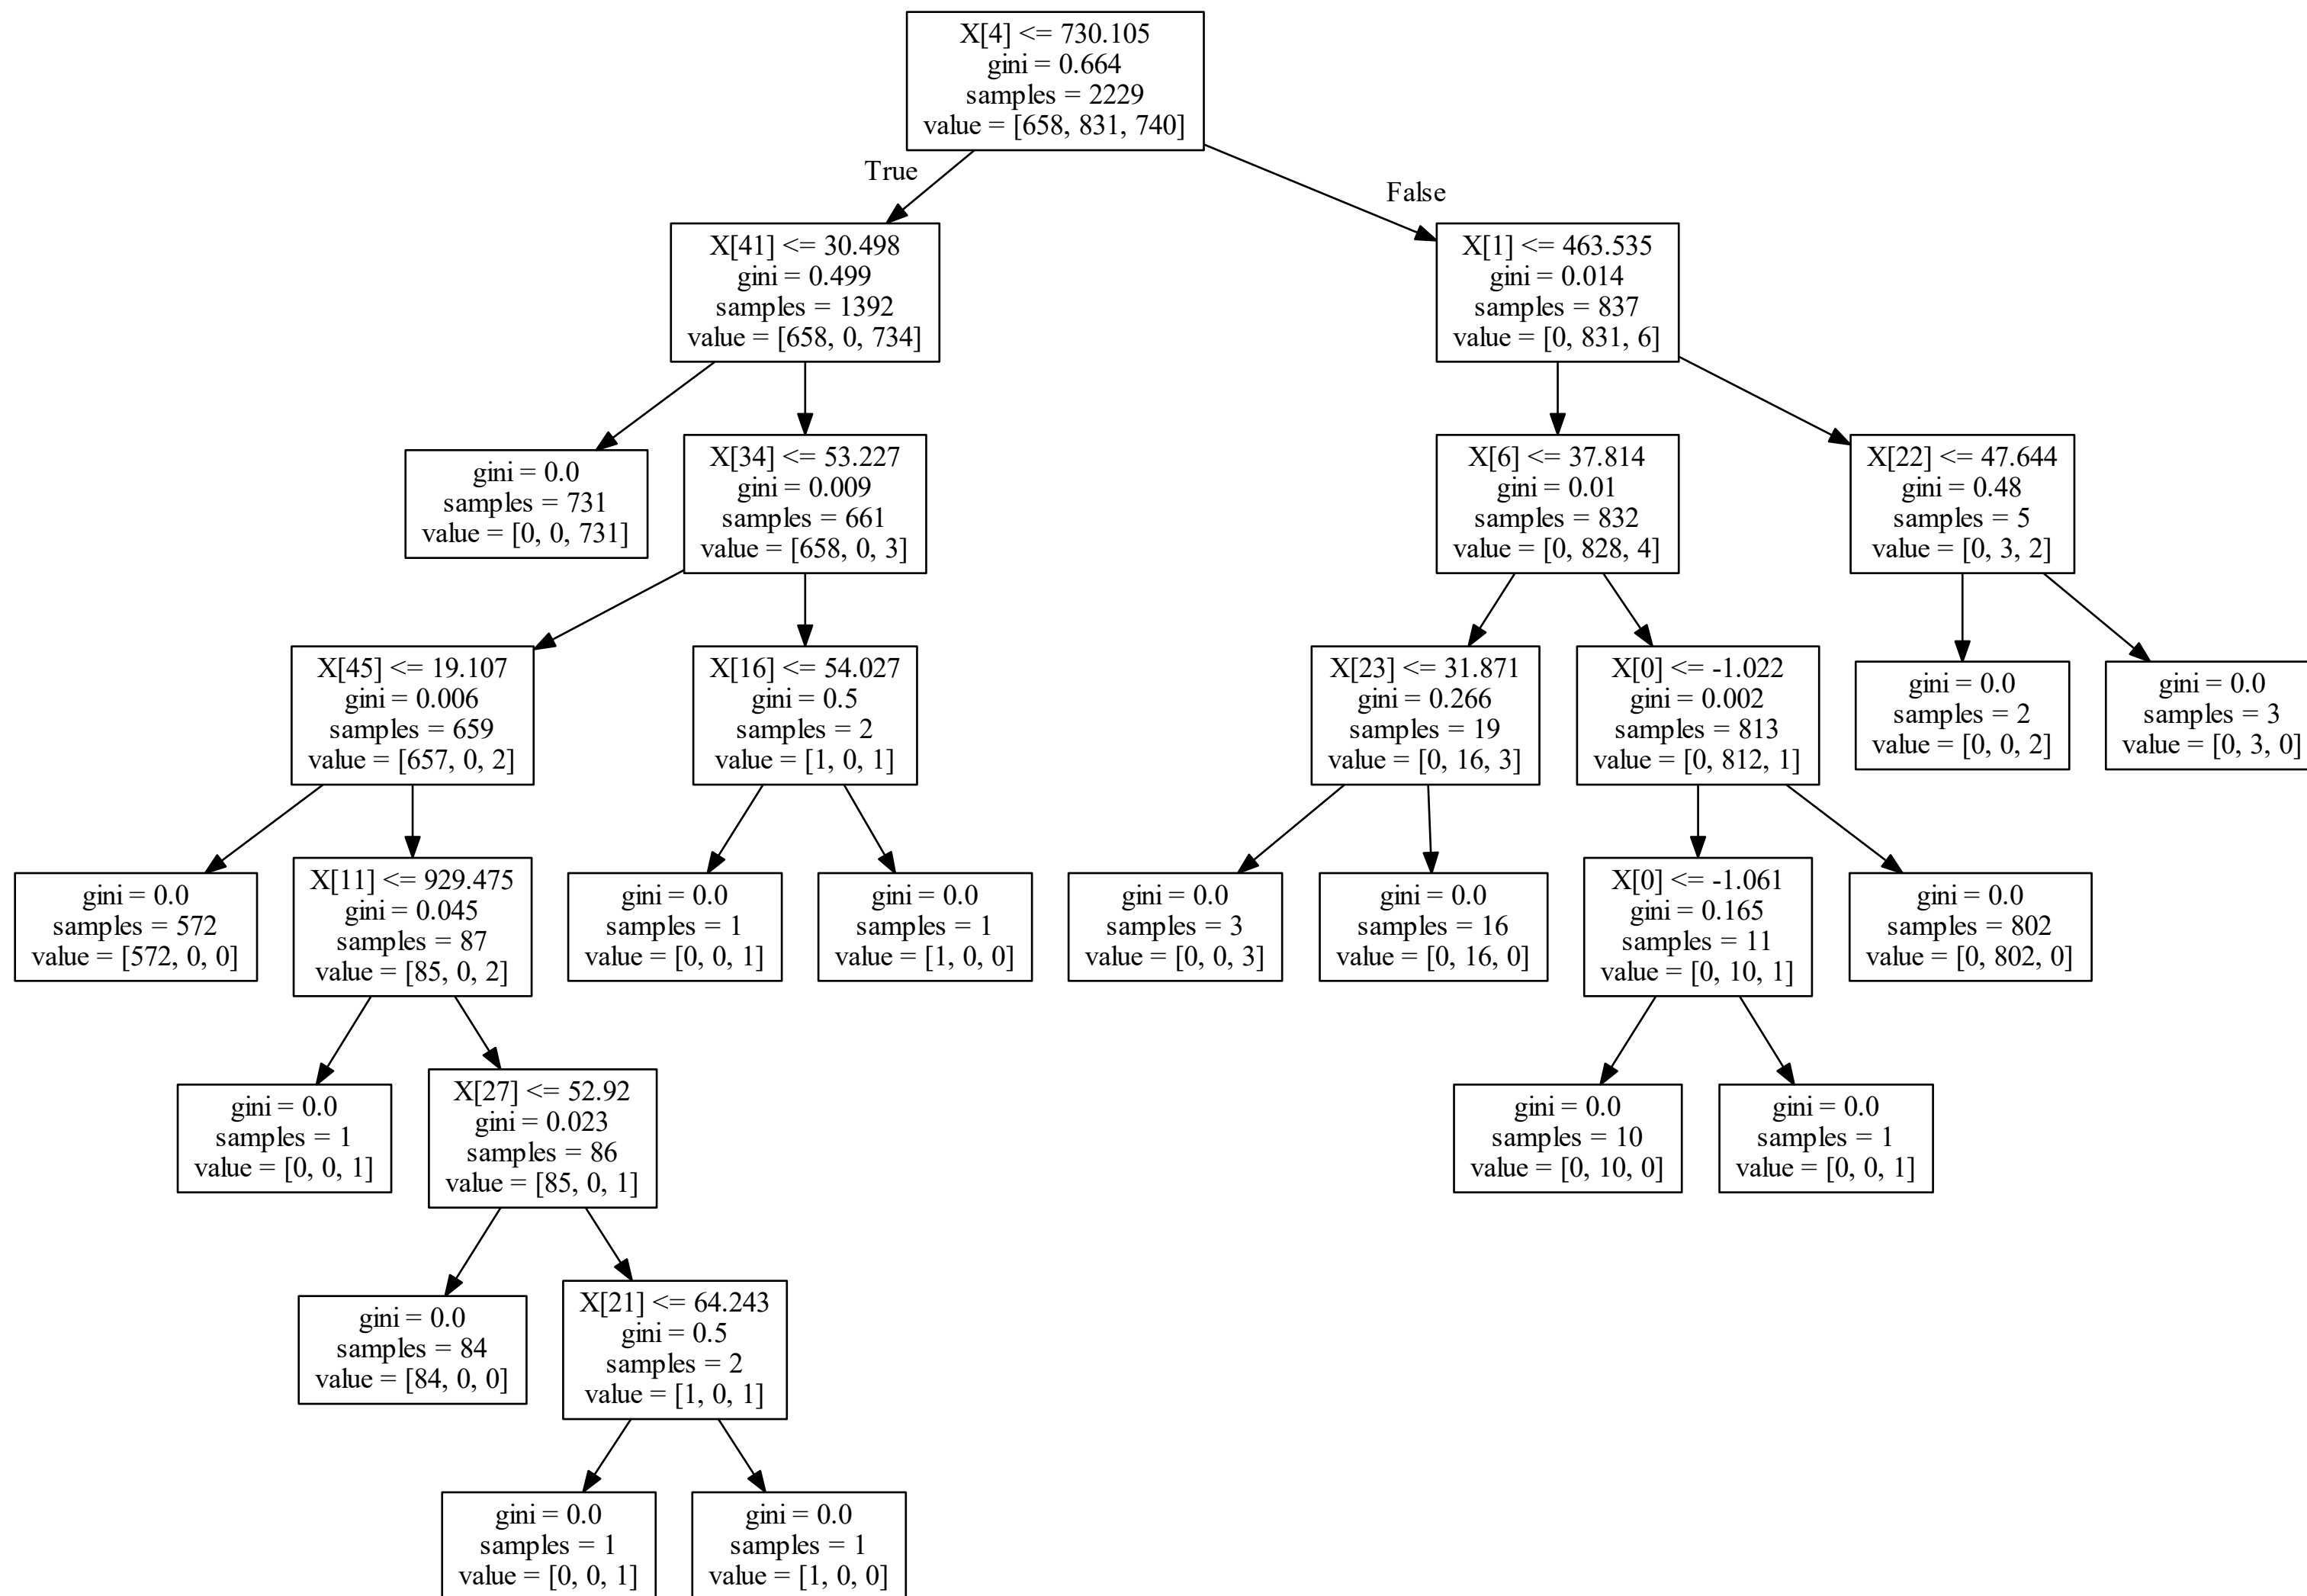 X[4] <= 730.105
gini = 0.664
samples = 2229
value = [658, 831, 740]
True
False
X[41] <= 30.498
gini = 0.499
samples = 1392
value = [658, 0, 734]
X[1] <= 463.535
gini = 0.014
samples = 837
value = [0, 831, 6]
gini = 0.0
samples = 731
value = [0, 0, 731]
X[34] <= 53.227
gini = 0.009
samples = 661
value = [658, 0, 3]
X[6] <= 37.814
gini = 0.01
samples = 832
value = [0, 828, 4]
X[22] <= 47.644
gini = 0.48
samples = 5
value = [0, 3, 2]
X[45] <= 19.107
gini = 0.006
samples = 659
value = [657, 0, 2]
X[16] <= 54.027
gini = 0.5
samples = 2
value = [1, 0, 1]
X[23] <= 31.871
gini = 0.266
samples = 19
value = [0, 16, 3]
X[0] <= -1.022
gini = 0.002
samples = 813
value = [0, 812, 1]
gini = 0.0
samples = 2
value = [0, 0, 2]
gini = 0.0
samples = 3
value = [0, 3, 0]
gini = 0.0
samples = 572
value = [572, 0, 0]
X[11] <= 929.475
gini = 0.045
samples = 87
value = [85, 0, 2]
gini = 0.0
samples = 1
value = [0, 0, 1]
gini = 0.0
samples = 1
value = [1, 0, 0]
gini = 0.0
samples = 3
value = [0, 0, 3]
gini = 0.0
samples = 16
value = [0, 16, 0]
X[0] <= -1.061
gini = 0.165
samples = 11
value = [0, 10, 1]
gini = 0.0
samples = 802
value = [0, 802, 0]
gini = 0.0
samples = 1
value = [0, 0, 1]
X[27] <= 52.92
gini = 0.023
samples = 86
value = [85, 0, 1]
gini = 0.0
samples = 10
value = [0, 10, 0]
gini = 0.0
samples = 1
value = [0, 0, 1]
gini = 0.0
samples = 84
value = [84, 0, 0]
X[21] <= 64.243
gini = 0.5
samples = 2
value = [1, 0, 1]
gini = 0.0
samples = 1
value = [0, 0, 1]
gini = 0.0
samples = 1
value = [1, 0, 0]